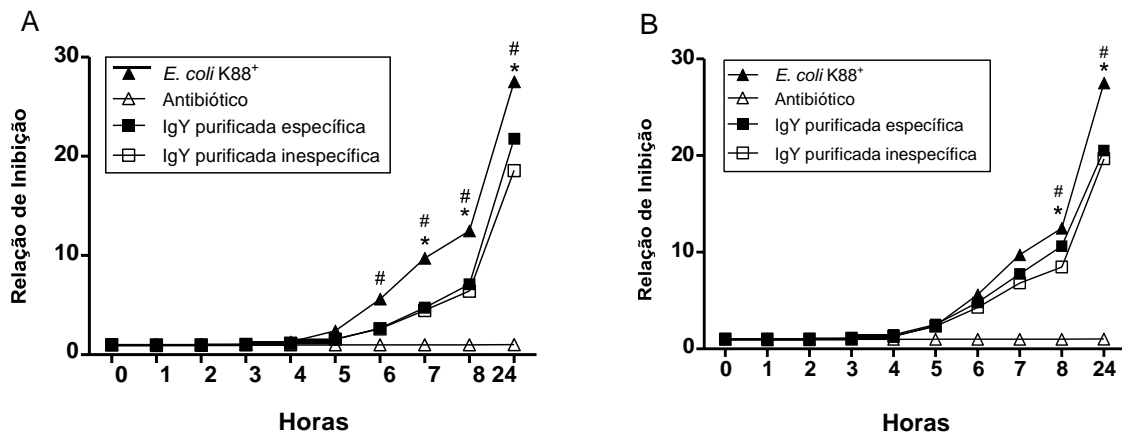 A
30
20
10
0
Relação de Inibição
E. coli K88+
Antibiótico
IgY purificada específica
IgY purificada inespecífica
#
#
*
#
*
#
*
0 1 2 3 4 5 6 7 8 24
Horas
B
30
20
10
0
Relação de Inibição
E. coli K88+
Antibiótico
IgY purificada específica
IgY purificada inespecífica
#
*
#
*
0 1 2 3 4 5 6 7 8 24
Horas